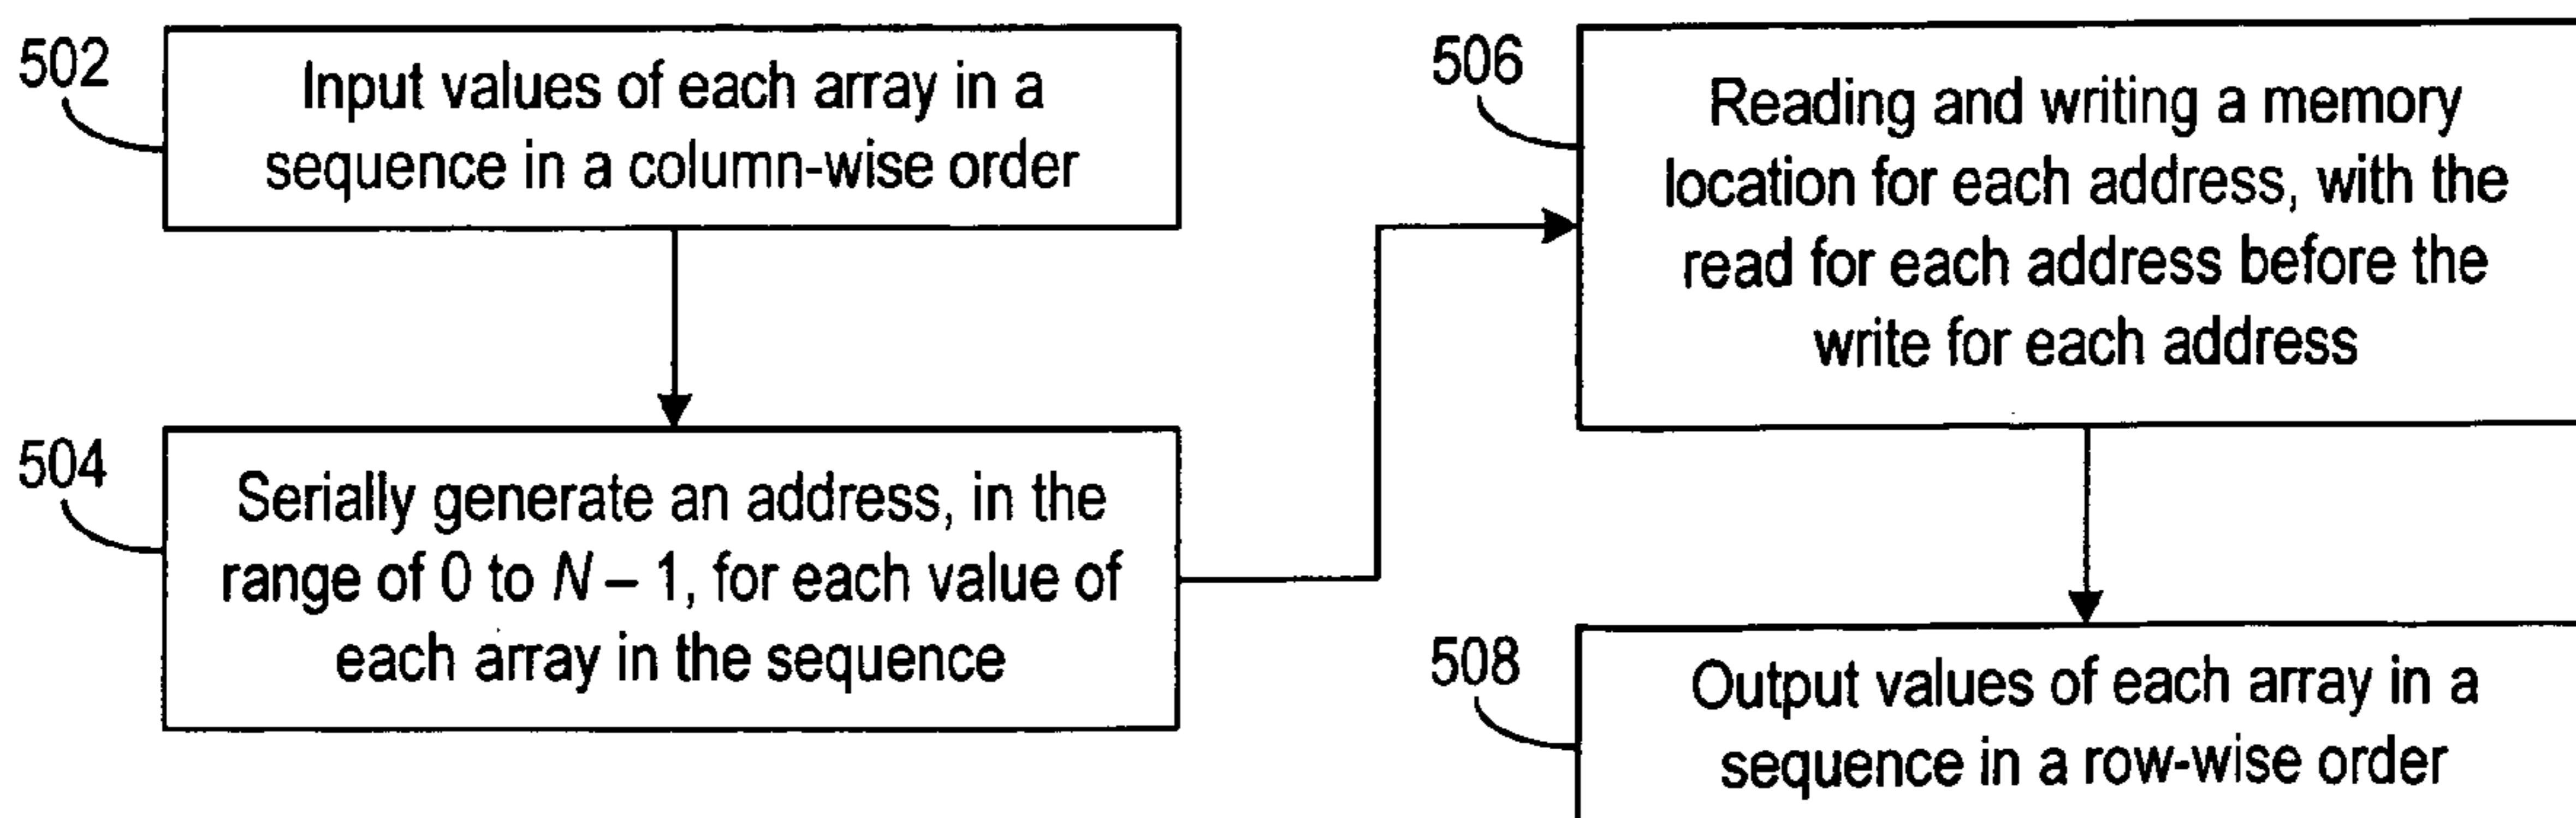 502
Input values of each array in a
sequence in a column-wise order
504
Serially generate an address, in the
range of 0 to N – 1, for each value of
each array in the sequence
506
Reading and writing a memory
location for each address, with the
read for each address before the
write for each address
508
Output values of each array in a
sequence in a row-wise order